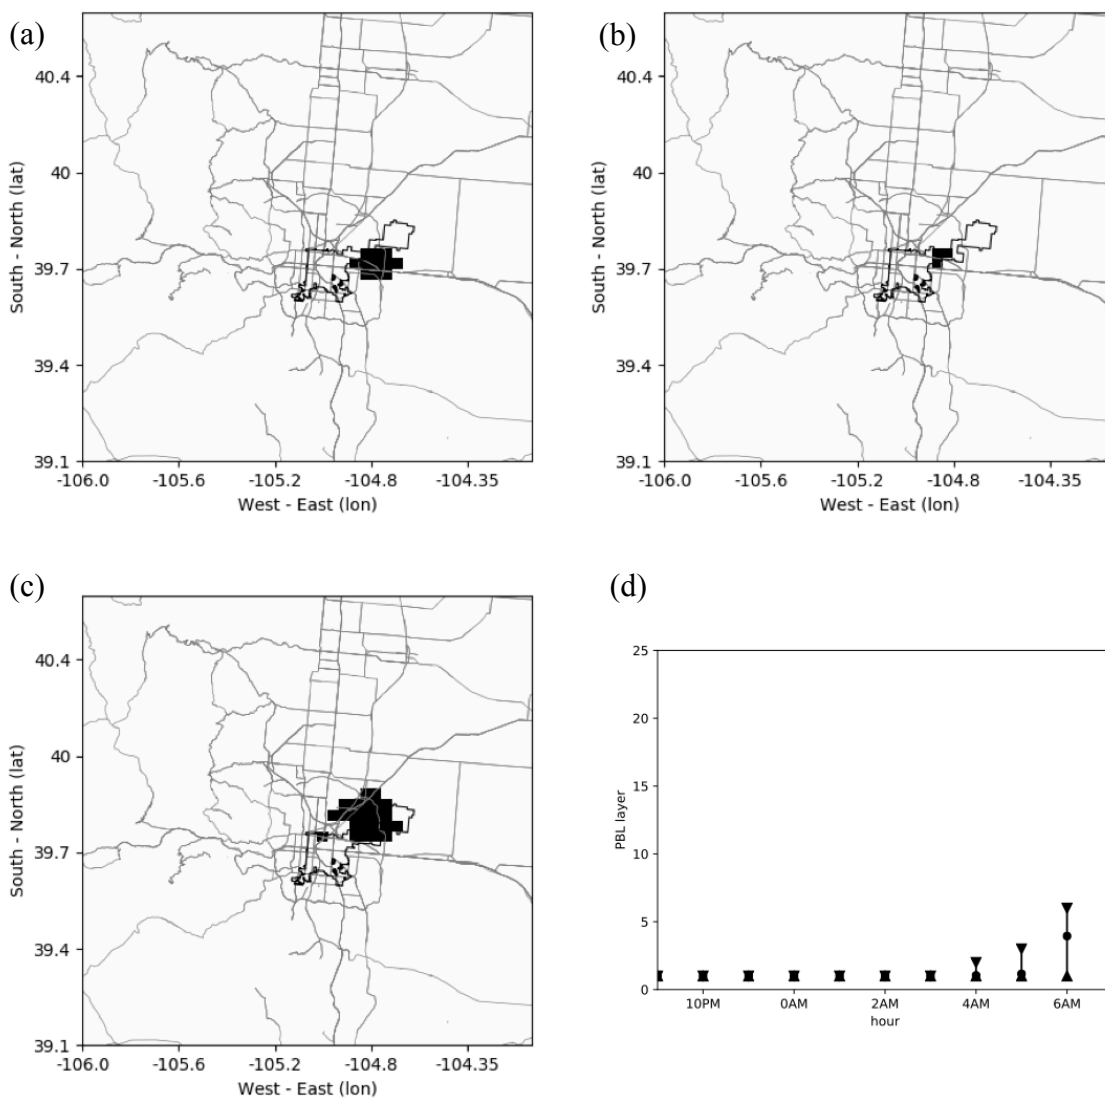 (a)
40.4
40
39.7
39.4
39.1
South - North (lat)
-106.0 -105.6 -105.2 -104.8 -104.35
West - East (lon)
(b)
40.4
40
39.7
39.4
39.1
South - North (lat)
-106.0 -105.6 -105.2 -104.8 -104.35
West - East (lon)
(c)
40.4
40
39.7
39.4
39.1
South - North (lat)
-106.0 -105.6 -105.2 -104.8 -104.35
West - East (lon)
(d)
25
20
15
10
5
0
PBL layer
10PM 0AM 2AM 4AM 6AM
hour